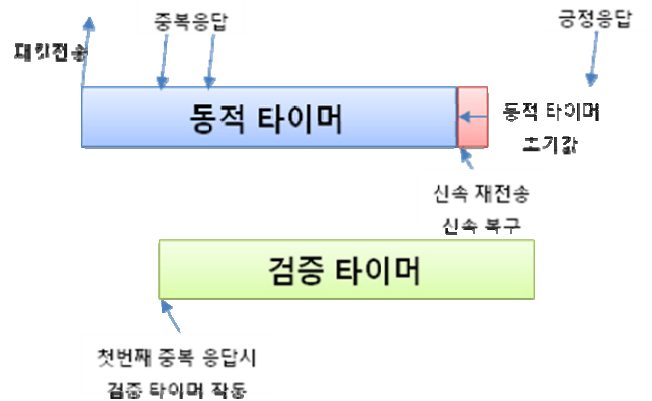 중복응답
긍정응답
패킷전송
동적 타이머
동적 타이머
초기값
신속 재전송
신속 복구
검증 타이머
첫번째 중복 응답시
검증 타이머 작동